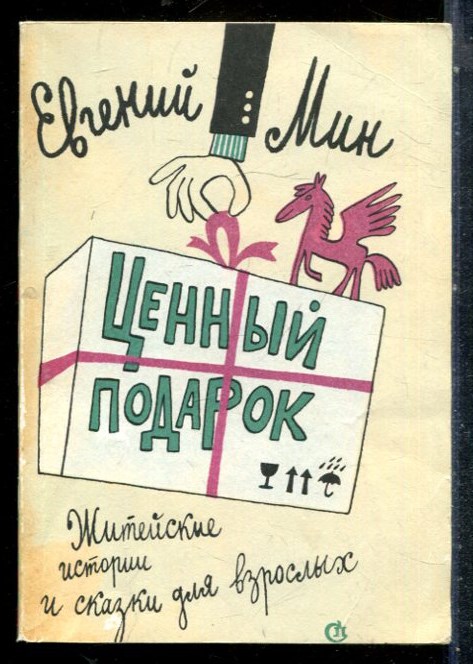 Евгений Мин
ЦЕННЫЙ
ПОДАРОК
Житейские
истории
и сказки для взрослых